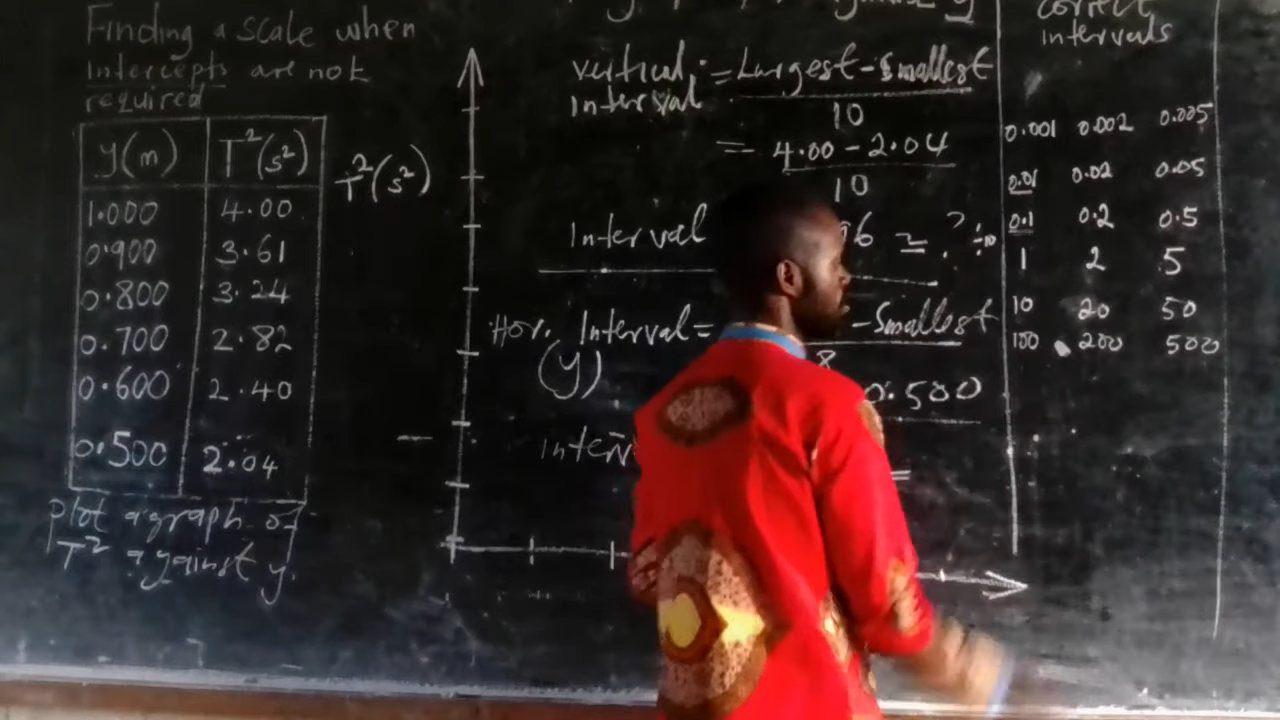 Finding a scale when
intercepts are not
required
y(m) T²(s²)
1.000 4.00
0.900 3.61
0.800 3.24
0.700 2.82
0.600 2.40
0.500 2.04
plot a graph of
T² against y.
T²(s²)
against y
vertical interval = Largest - Smallest
10
= 4.00 - 2.04
10
Interval 96 = ? ÷10
Hor. Interval = - Smallest
(y) 8
0.500
=
correct
intervals
0.001 0.002 0.005
0.01 0.02 0.05
0.1 0.2 0.5
1 2 5
10 20 50
100 200 500